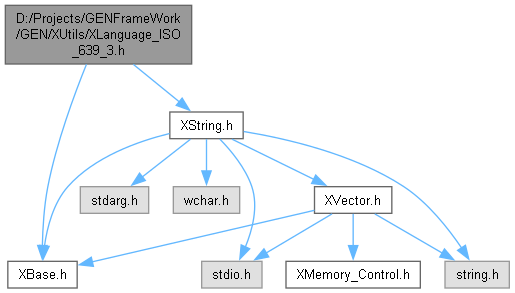 D:/Projects/GENFrameWork
/GEN/XUtils/XLanguage_ISO
_639_3.h
XString.h
stdarg.h
wchar.h
XVector.h
XBase.h
stdio.h
XMemory_Control.h
string.h